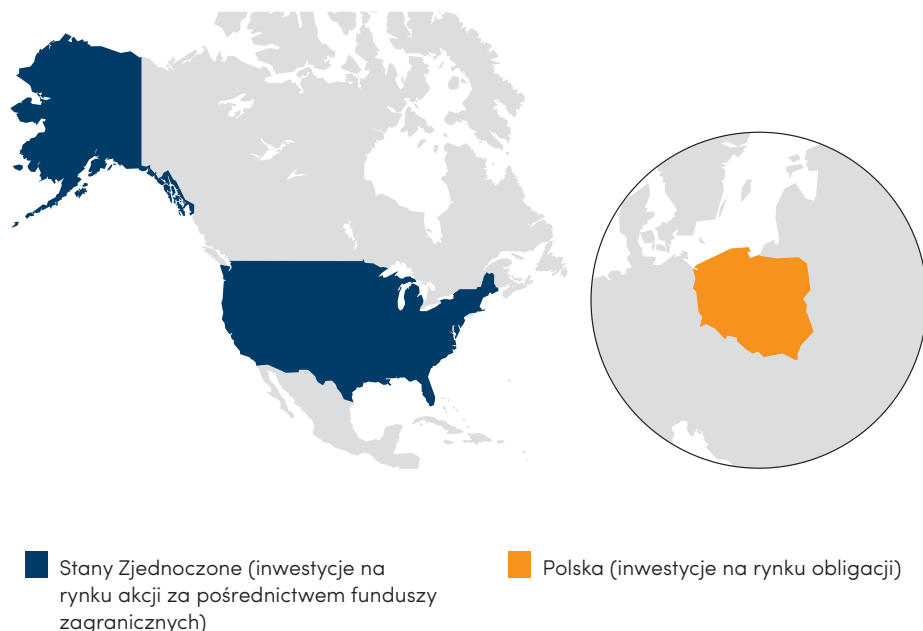 Stany Zjednoczone (inwestycje na
rynku akcji za pośrednictwem funduszy
zagranicznych)
Polska (inwestycje na rynku obligacji)